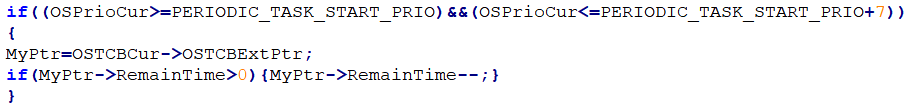 if((OSPrioCur>=PERIODIC_TASK_START_PRIO)&&(OSPrioCur<=PERIODIC_TASK_START_PRIO+7))
{
MyPtr=OSTCBCur->OSTCBExtPtr;
if(MyPtr->RemainTime>0){MyPtr->RemainTime--;}
}